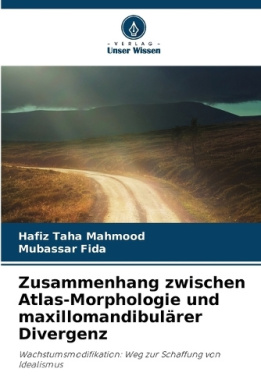 VERLAG
Unser Wissen
Hafiz Taha Mahmood
Mubassar Fida
Zusammenhang zwischen
Atlas-Morphologie und
maxillomandibulärer
Divergenz
Wachstumsmodifikation: Weg zur Schaffung von
Idealismus